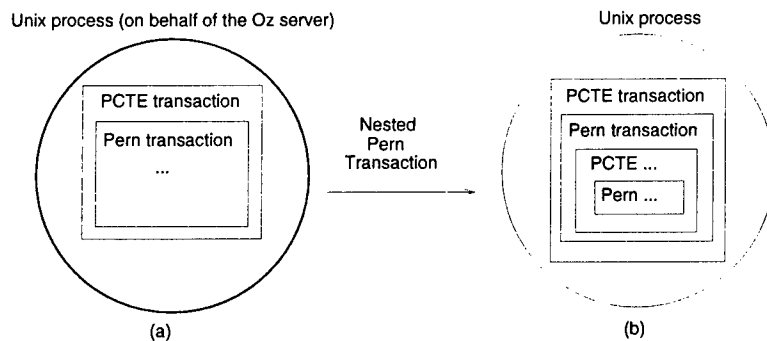 Unix process (on behalf of the Oz server)
PCTE transaction
Pern transaction
...
(a)
Nested
Pern
Transaction
Unix process
PCTE transaction
Pern transaction
PCTE ...
Pern ...
(b)